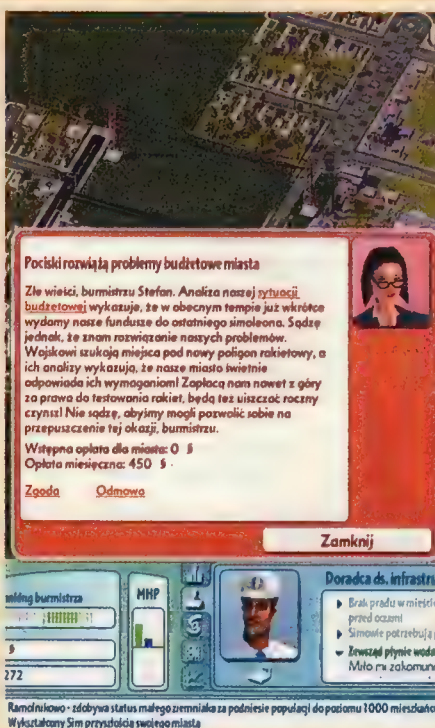 Pociski rozwiążą problemy budżetowe miasta
Złe wieści, burmistrzu Stefan. Analiza naszej sytuacji
budżetowej wykazuje, że w obecnym tempie już wkrótce
wydamy nasze fundusze do ostatniego simoleona. Sądzę
jednak, że znam rozwiązanie naszych problemów.
Wojskowi szukają miejsca pod nowy poligon rakietowy, a
ich analizy wykazują, że nasze miasto świetnie
odpowiada ich wymaganiom! Zapłacą nam nawet z góry
za prawo do testowania rakiet, będą też uiszczać roczny
czynsz! Nie sądzę, abyśmy mogli pozwolić sobie na
przepuszczenie tej okazji, burmistrzu.
Wstępna opłata dla miasta: 0 §
Opłata miesięczna: 450 §
Zgoda Odmowa
Zamknij
burmistrza
MHP
§
272
Doradca ds. infrastru
Brak prądu w mieście
przed oczami
Simowie potrzebują
Zewsząd płynie woda
Miło mi zakomuni
Ramolnikowo - zdobywa status małego ziemniaka za podniesie populacji do poziomu 1000 mieszkańco
Wykształcony Sim przyszłością swojego miasta